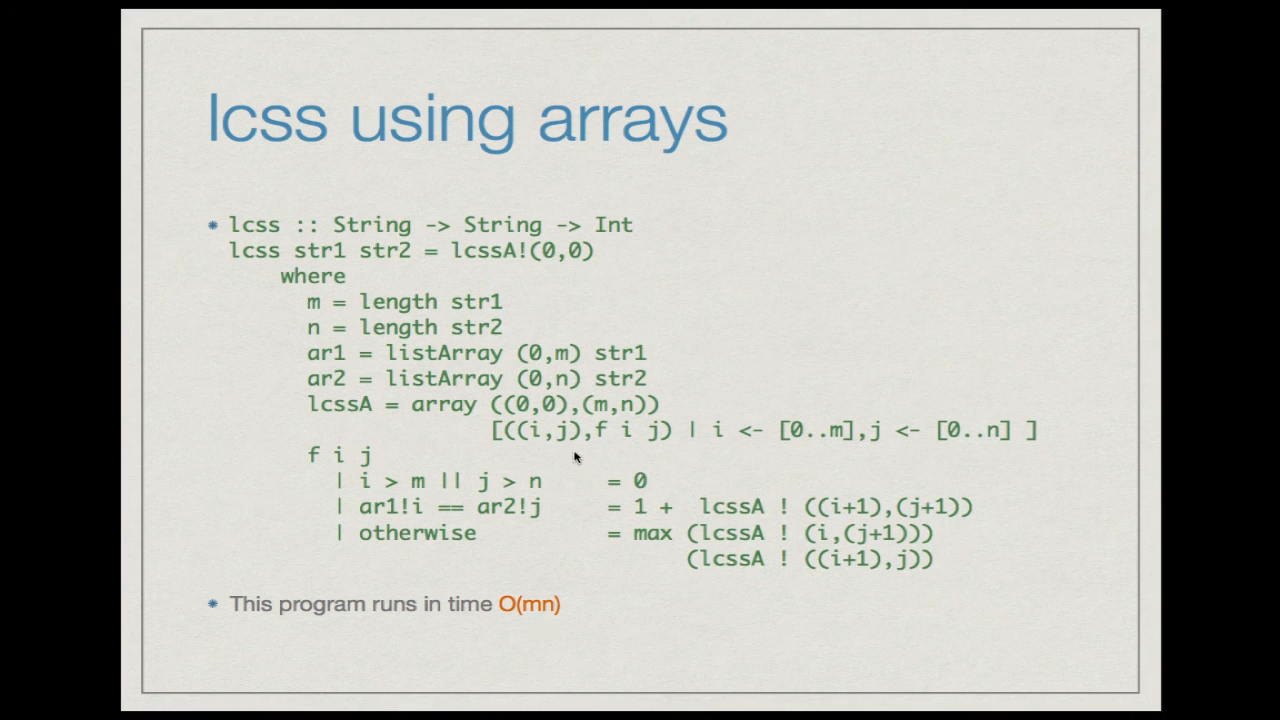 lcss using arrays
* lcss :: String -> String -> Int
lcss str1 str2 = lcssA!(0,0)
where
m = length str1
n = length str2
ar1 = listArray (0,m) str1
ar2 = listArray (0,n) str2
lcssA = array ((0,0),(m,n))
[((i,j),f i j) | i <- [0..m],j <- [0..n] ]
f i j
| i > m || j > n = 0
| ar1!i == ar2!j = 1 + lcssA ! ((i+1),(j+1))
| otherwise = max (lcssA ! (i,(j+1)))
(lcssA ! ((i+1),j))
* This program runs in time O(mn)